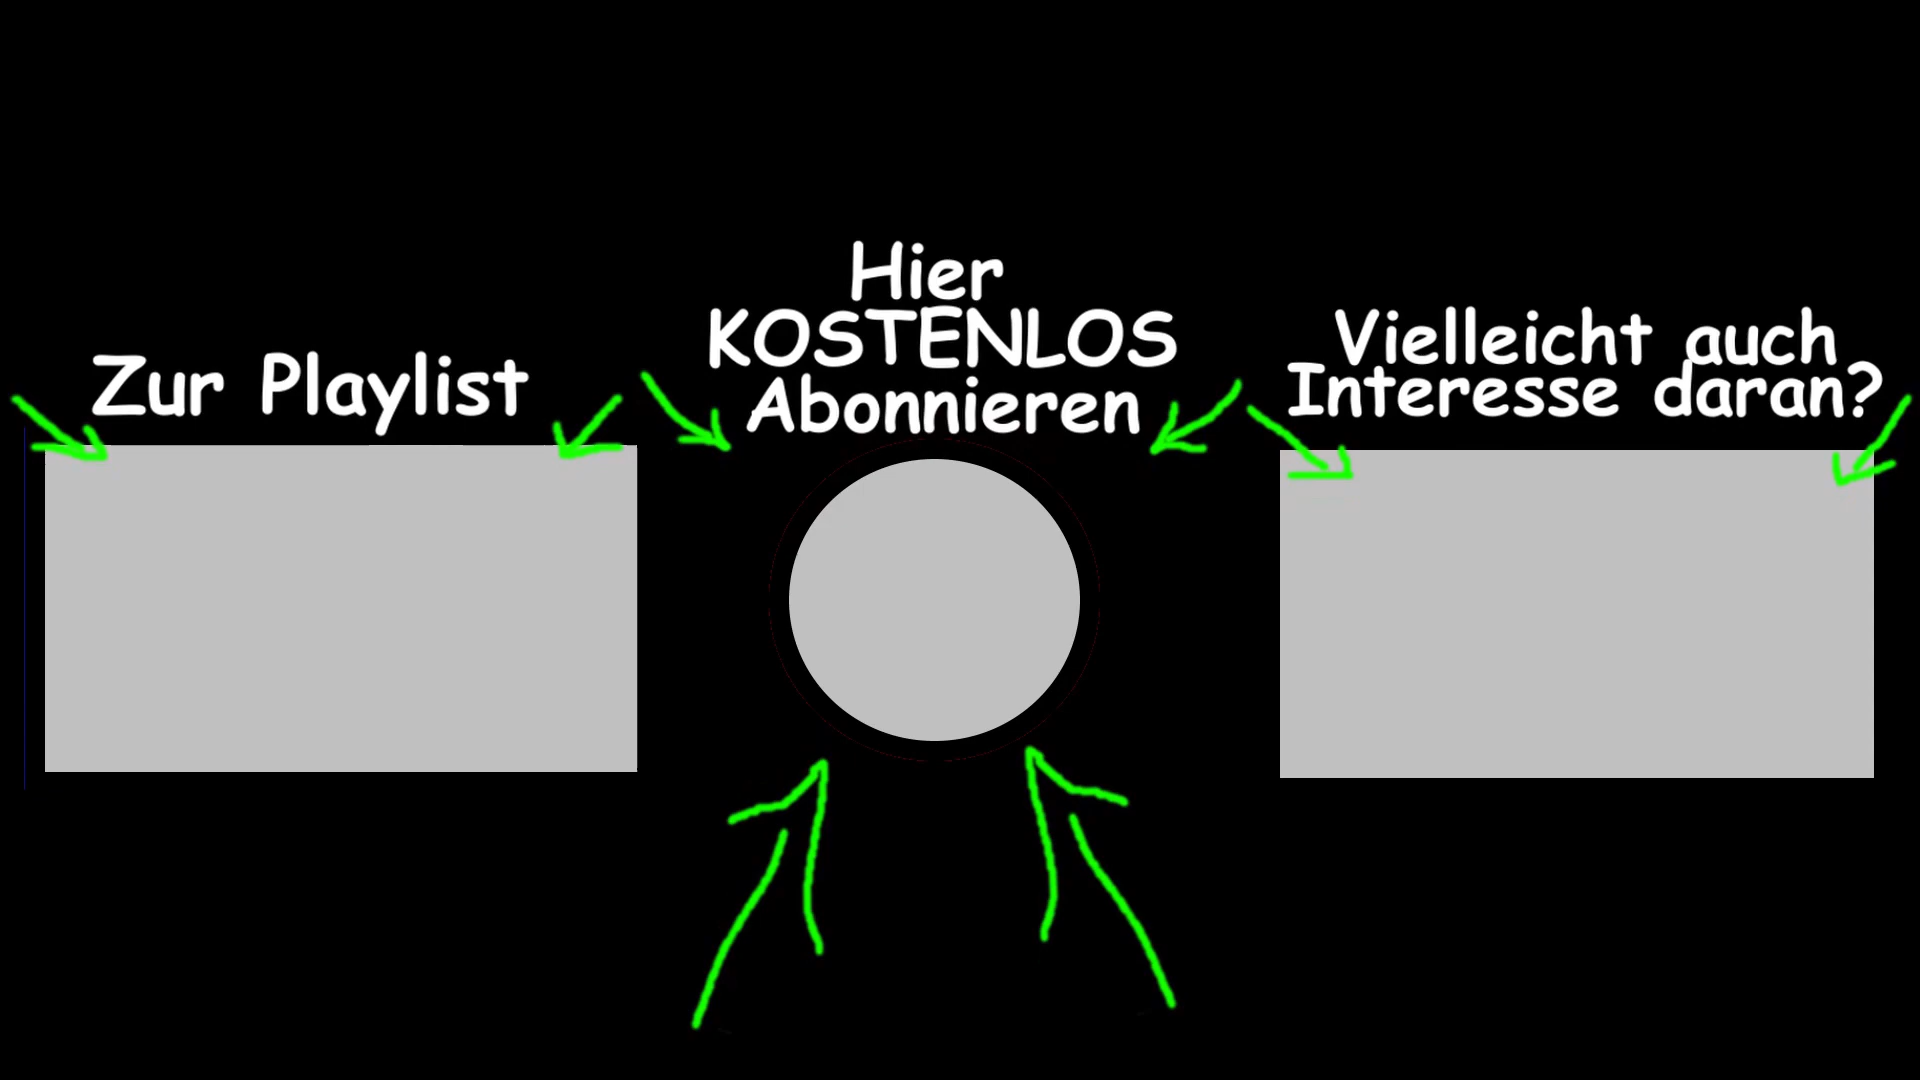 Zur Playlist
Hier
KOSTENLOS
Abonnieren
Vielleicht auch
Interesse daran?